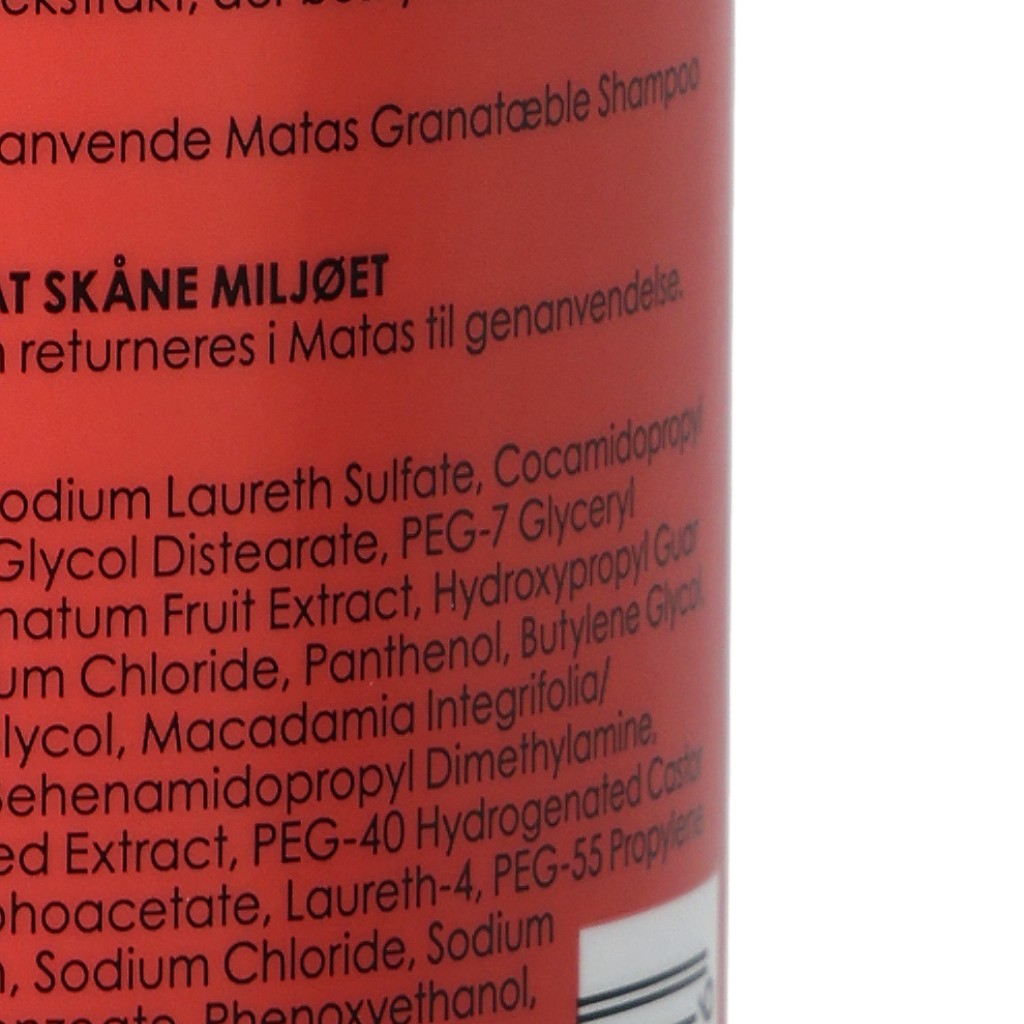 anvende Matas Granatæble Shampoo
AT SKÅNE MILJØET
returneres i Matas til genanvendelse.
odium Laureth Sulfate, Cocamidopropyl
Glycol Distearate, PEG-7 Glyceryl
natum Fruit Extract, Hydroxypropyl Guar
um Chloride, Panthenol, Butylene Glycol,
lycol, Macadamia Integrifolia/
Behenamidopropyl Dimethylamine,
ed Extract, PEG-40 Hydrogenated Castor
phoacetate, Laureth-4, PEG-55 Propylene
, Sodium Chloride, Sodium
Phenoxyethanol,